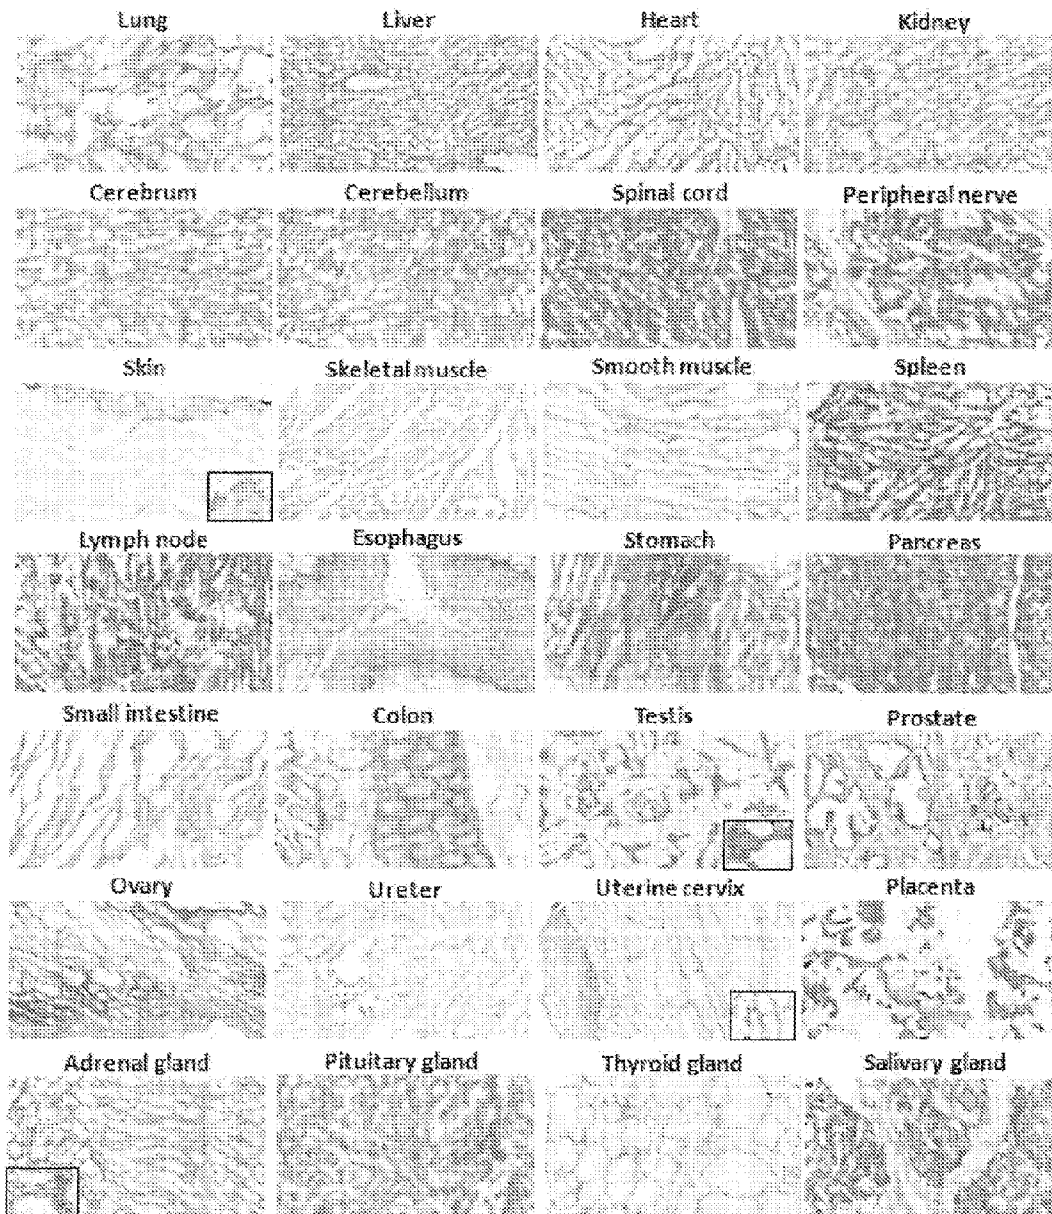 Lung Liver Heart Kidney
Cerebrum Cerebellum Spinal cord Peripheral nerve
Skin Skeletal muscle Smooth muscle Spleen
Lymph node Esophagus Stomach Pancreas
Small intestine Colon Testis Prostate
Ovary Ureter Uterine cervix Placenta
Adrenal gland Pituitary gland Thyroid gland Salivary gland